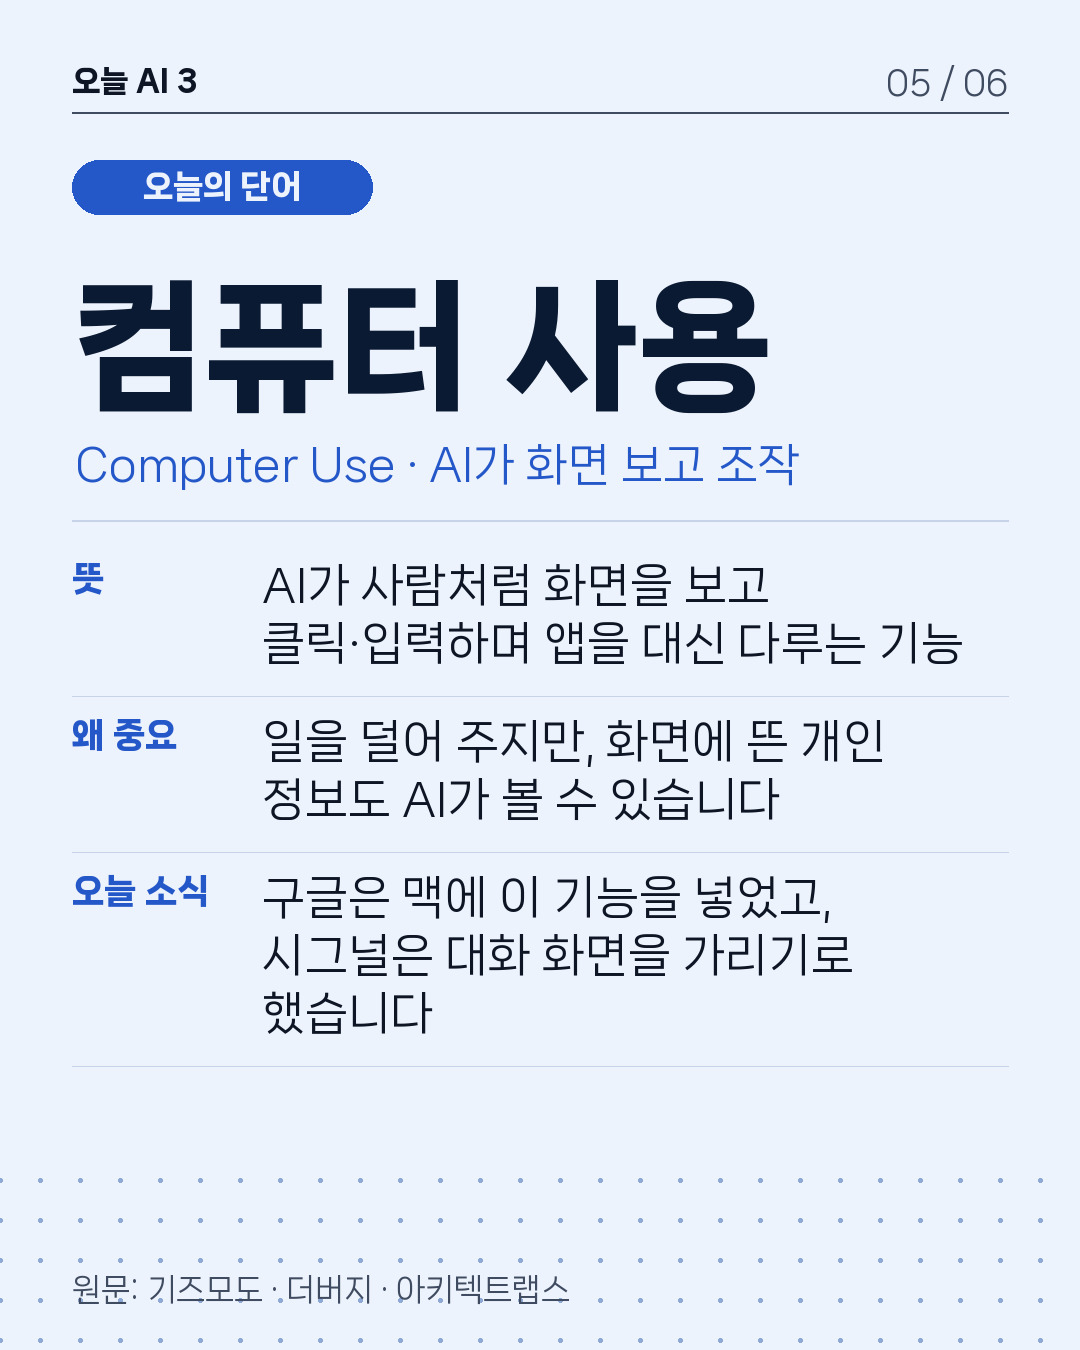 오늘 AI 3
05 / 06
오늘의 단어
컴퓨터 사용
Computer Use · AI가 화면 보고 조작
뜻
AI가 사람처럼 화면을 보고
클릭·입력하며 앱을 대신 다루는 기능
왜 중요
일을 덜어 주지만, 화면에 뜬 개인
정보도 AI가 볼 수 있습니다
오늘 소식
구글은 맥에 이 기능을 넣었고,
시그널은 대화 화면을 가리기로
했습니다
원문: 기즈모도 · 더버지 · 아키텍트랩스